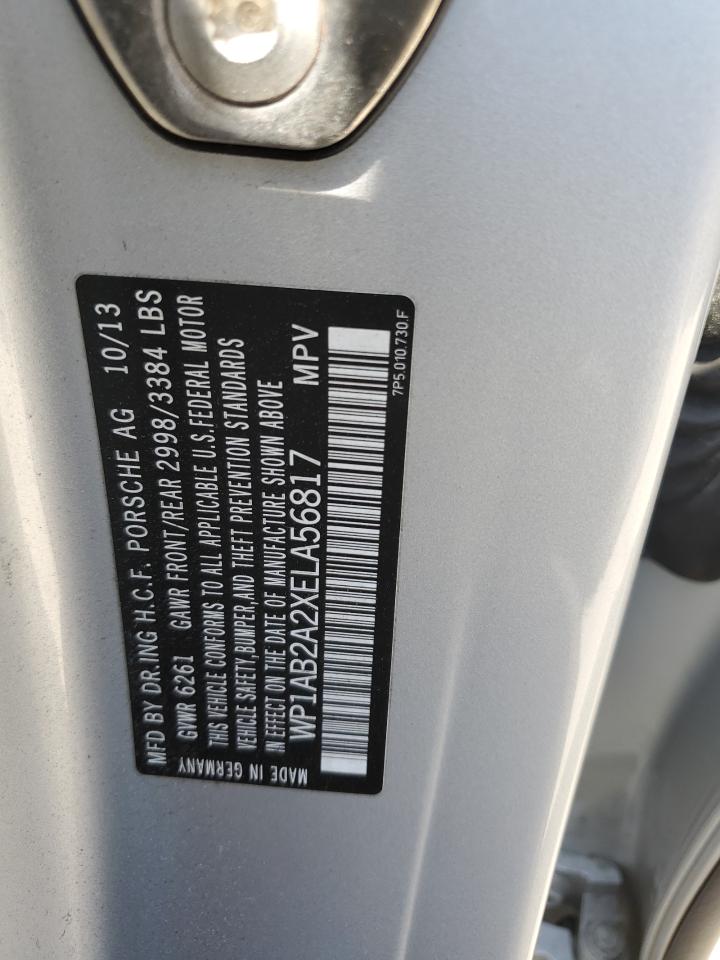 MFD BY DR.ING H.C.F. PORSCHE AG 10/13
GVWR 6261 GAWR FRONT/REAR 2998/3384 LBS
THIS VEHICLE CONFORMS TO ALL APPLICABLE U.S.FEDERAL MOTOR
VEHICLE SAFETY,BUMPER,AND THEFT PREVENTION STANDARDS
IN EFFECT ON THE DATE OF MANUFACTURE SHOWN ABOVE
WP1AB2A2XELA56817 MPV
MADE IN GERMANY
7P5.010.730.F